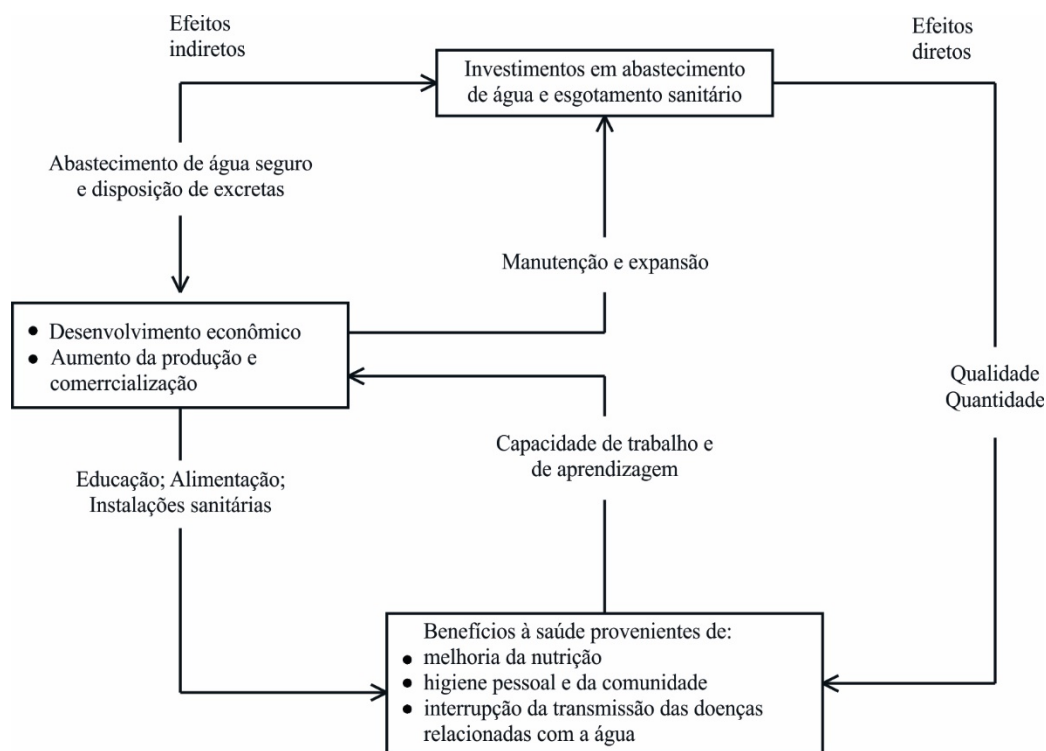 Efeitos
indiretos
Efeitos
diretos
Investimentos em abastecimento
de água e esgotamento sanitário
Abastecimento de água seguro
e disposição de excretas
Manutenção e expansão
● Desenvolvimento econômico
● Aumento da produção e
comerrcialização
Qualidade
Quantidade
Capacidade de trabalho e
de aprendizagem
Educação; Alimentação;
Instalações sanitárias
Benefícios à saúde provenientes de:
● melhoria da nutrição
● higiene pessoal e da comunidade
● interrupção da transmissão das doenças
relacionadas com a água